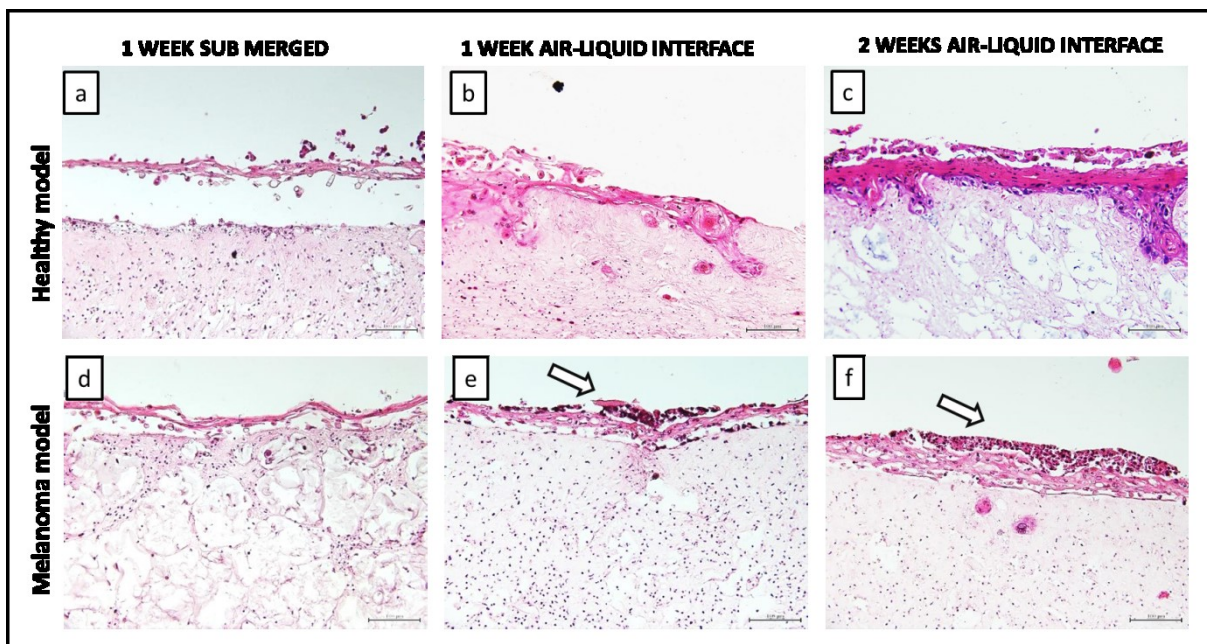 1 WEEK SUB MERGED
1 WEEK AIR-LIQUID INTERFACE
2 WEEKS AIR-LIQUID INTERFACE
Healthy model
a
b
c
Melanoma model
d
e
f